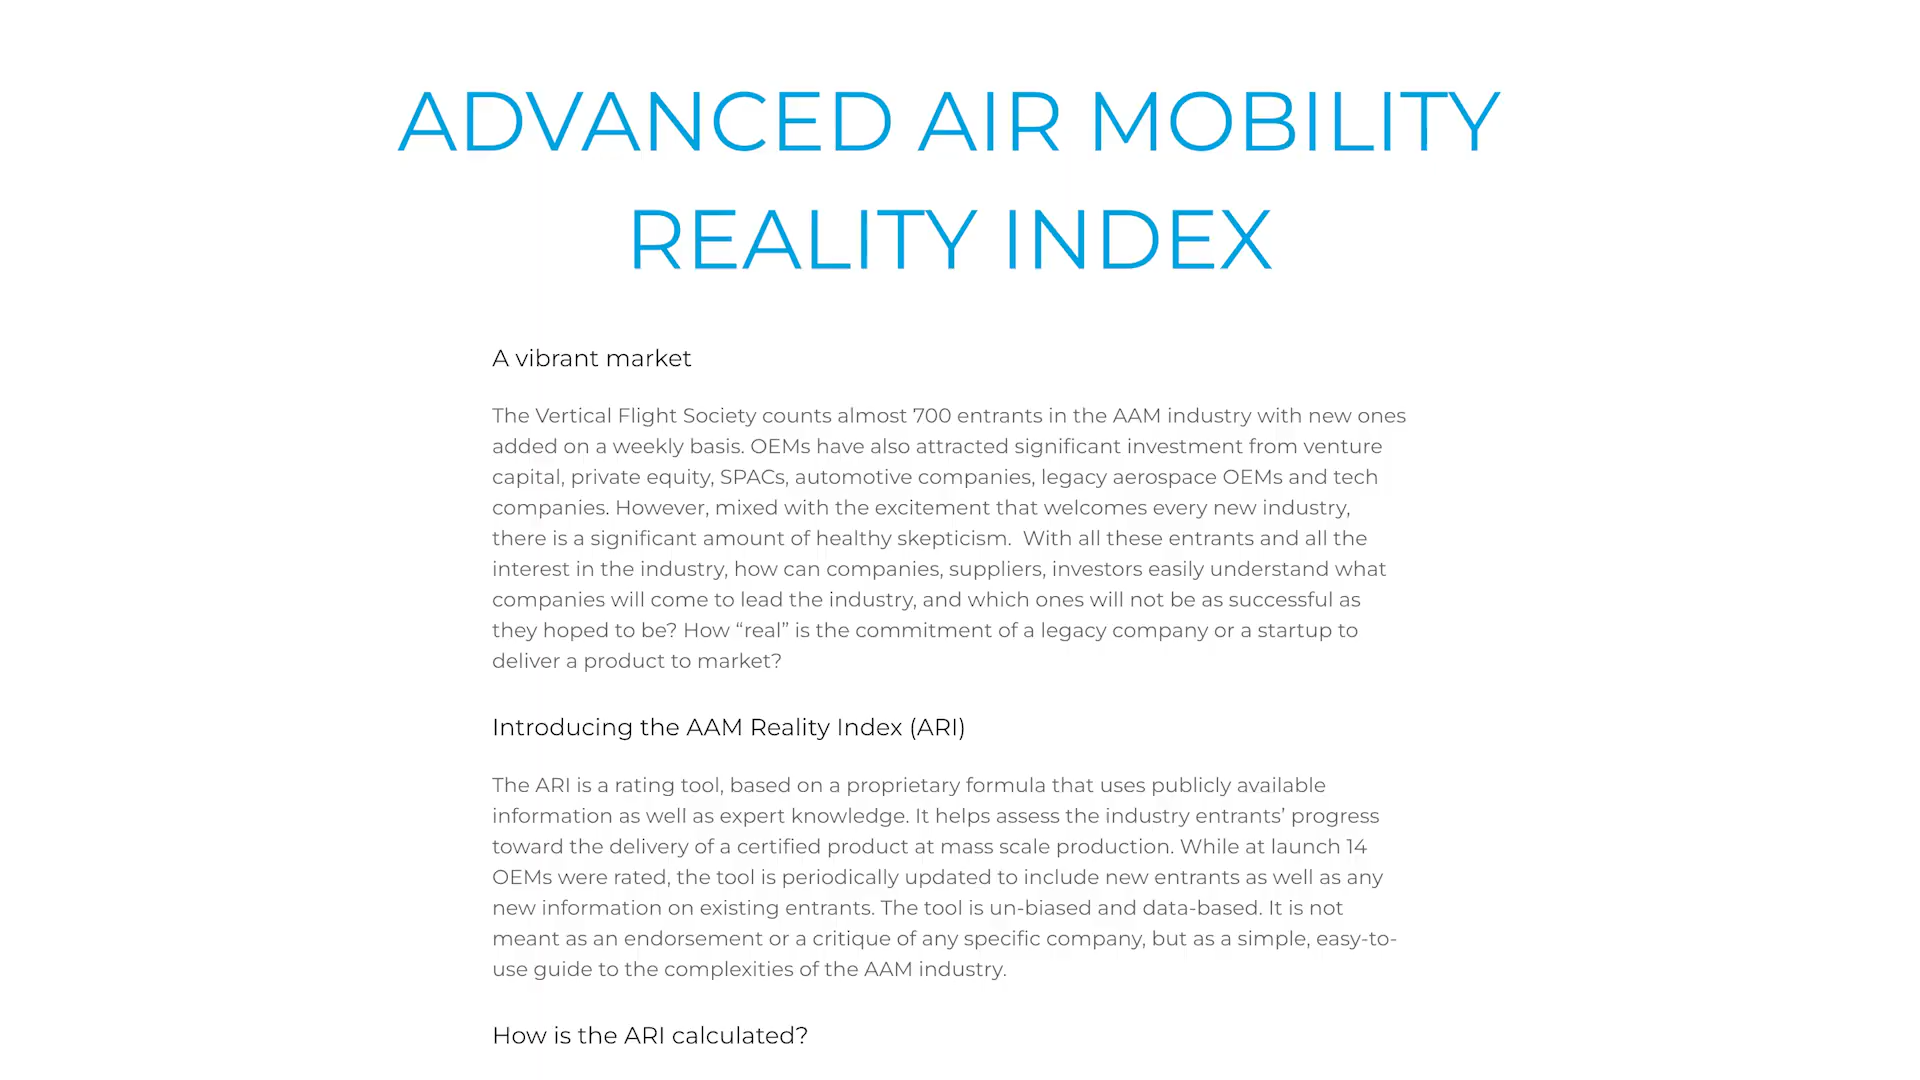 ADVANCED AIR MOBILITY
REALITY INDEX
A vibrant market
The Vertical Flight Society counts almost 700 entrants in the AAM industry with new ones
added on a weekly basis. OEMs have also attracted significant investment from venture
capital, private equity, SPACs, automotive companies, legacy aerospace OEMs and tech
companies. However, mixed with the excitement that welcomes every new industry,
there is a significant amount of healthy skepticism.  With all these entrants and all the
interest in the industry, how can companies, suppliers, investors easily understand what
companies will come to lead the industry, and which ones will not be as successful as
they hoped to be? How “real” is the commitment of a legacy company or a startup to
deliver a product to market?
Introducing the AAM Reality Index (ARI)
The ARI is a rating tool, based on a proprietary formula that uses publicly available
information as well as expert knowledge. It helps assess the industry entrants’ progress
toward the delivery of a certified product at mass scale production. While at launch 14
OEMs were rated, the tool is periodically updated to include new entrants as well as any
new information on existing entrants. The tool is un-biased and data-based. It is not
meant as an endorsement or a critique of any specific company, but as a simple, easy-to-
use guide to the complexities of the AAM industry.
How is the ARI calculated?